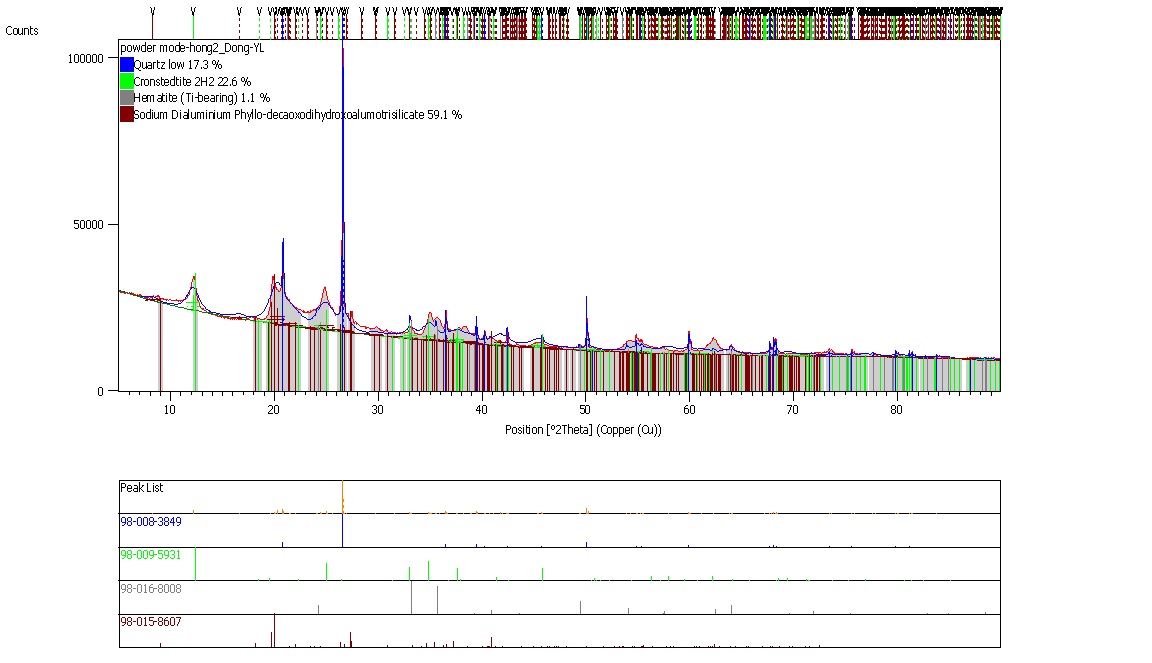 Counts
powder mode-hong2_Dong-YL
100000
Quartz low 17.3 %
Cronstedtite 2H2 22.6 %
Hematite (Ti-bearing) 1.1 %
Sodium Dialuminium Phyllo-decaoxodihydroxoalumotrisilicate 59.1 %
50000
0
10 20 30 40 50 60 70 80
Position [°2Theta] (Copper (Cu))
Peak List
98-008-3849
98-009-5931
98-016-8008
98-015-8607